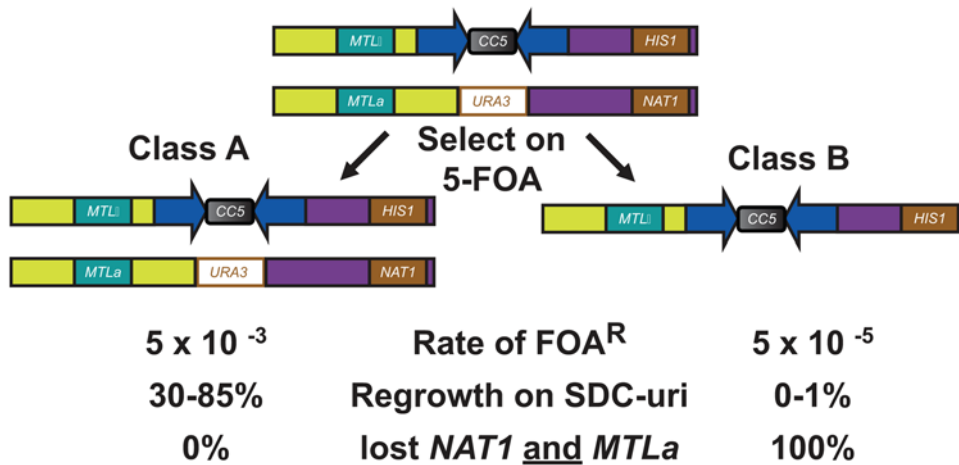 MTL▯ CC5 HIS1
MTLa URA3 NAT1
Class A
Select on
5-FOA
Class B
MTL▯ CC5 HIS1
MTLa URA3 NAT1
MTL▯ CC5 HIS1
5 x 10 -3 Rate of FOAR 5 x 10 -5
30-85% Regrowth on SDC-uri 0-1%
0% lost NAT1 and MTLa 100%